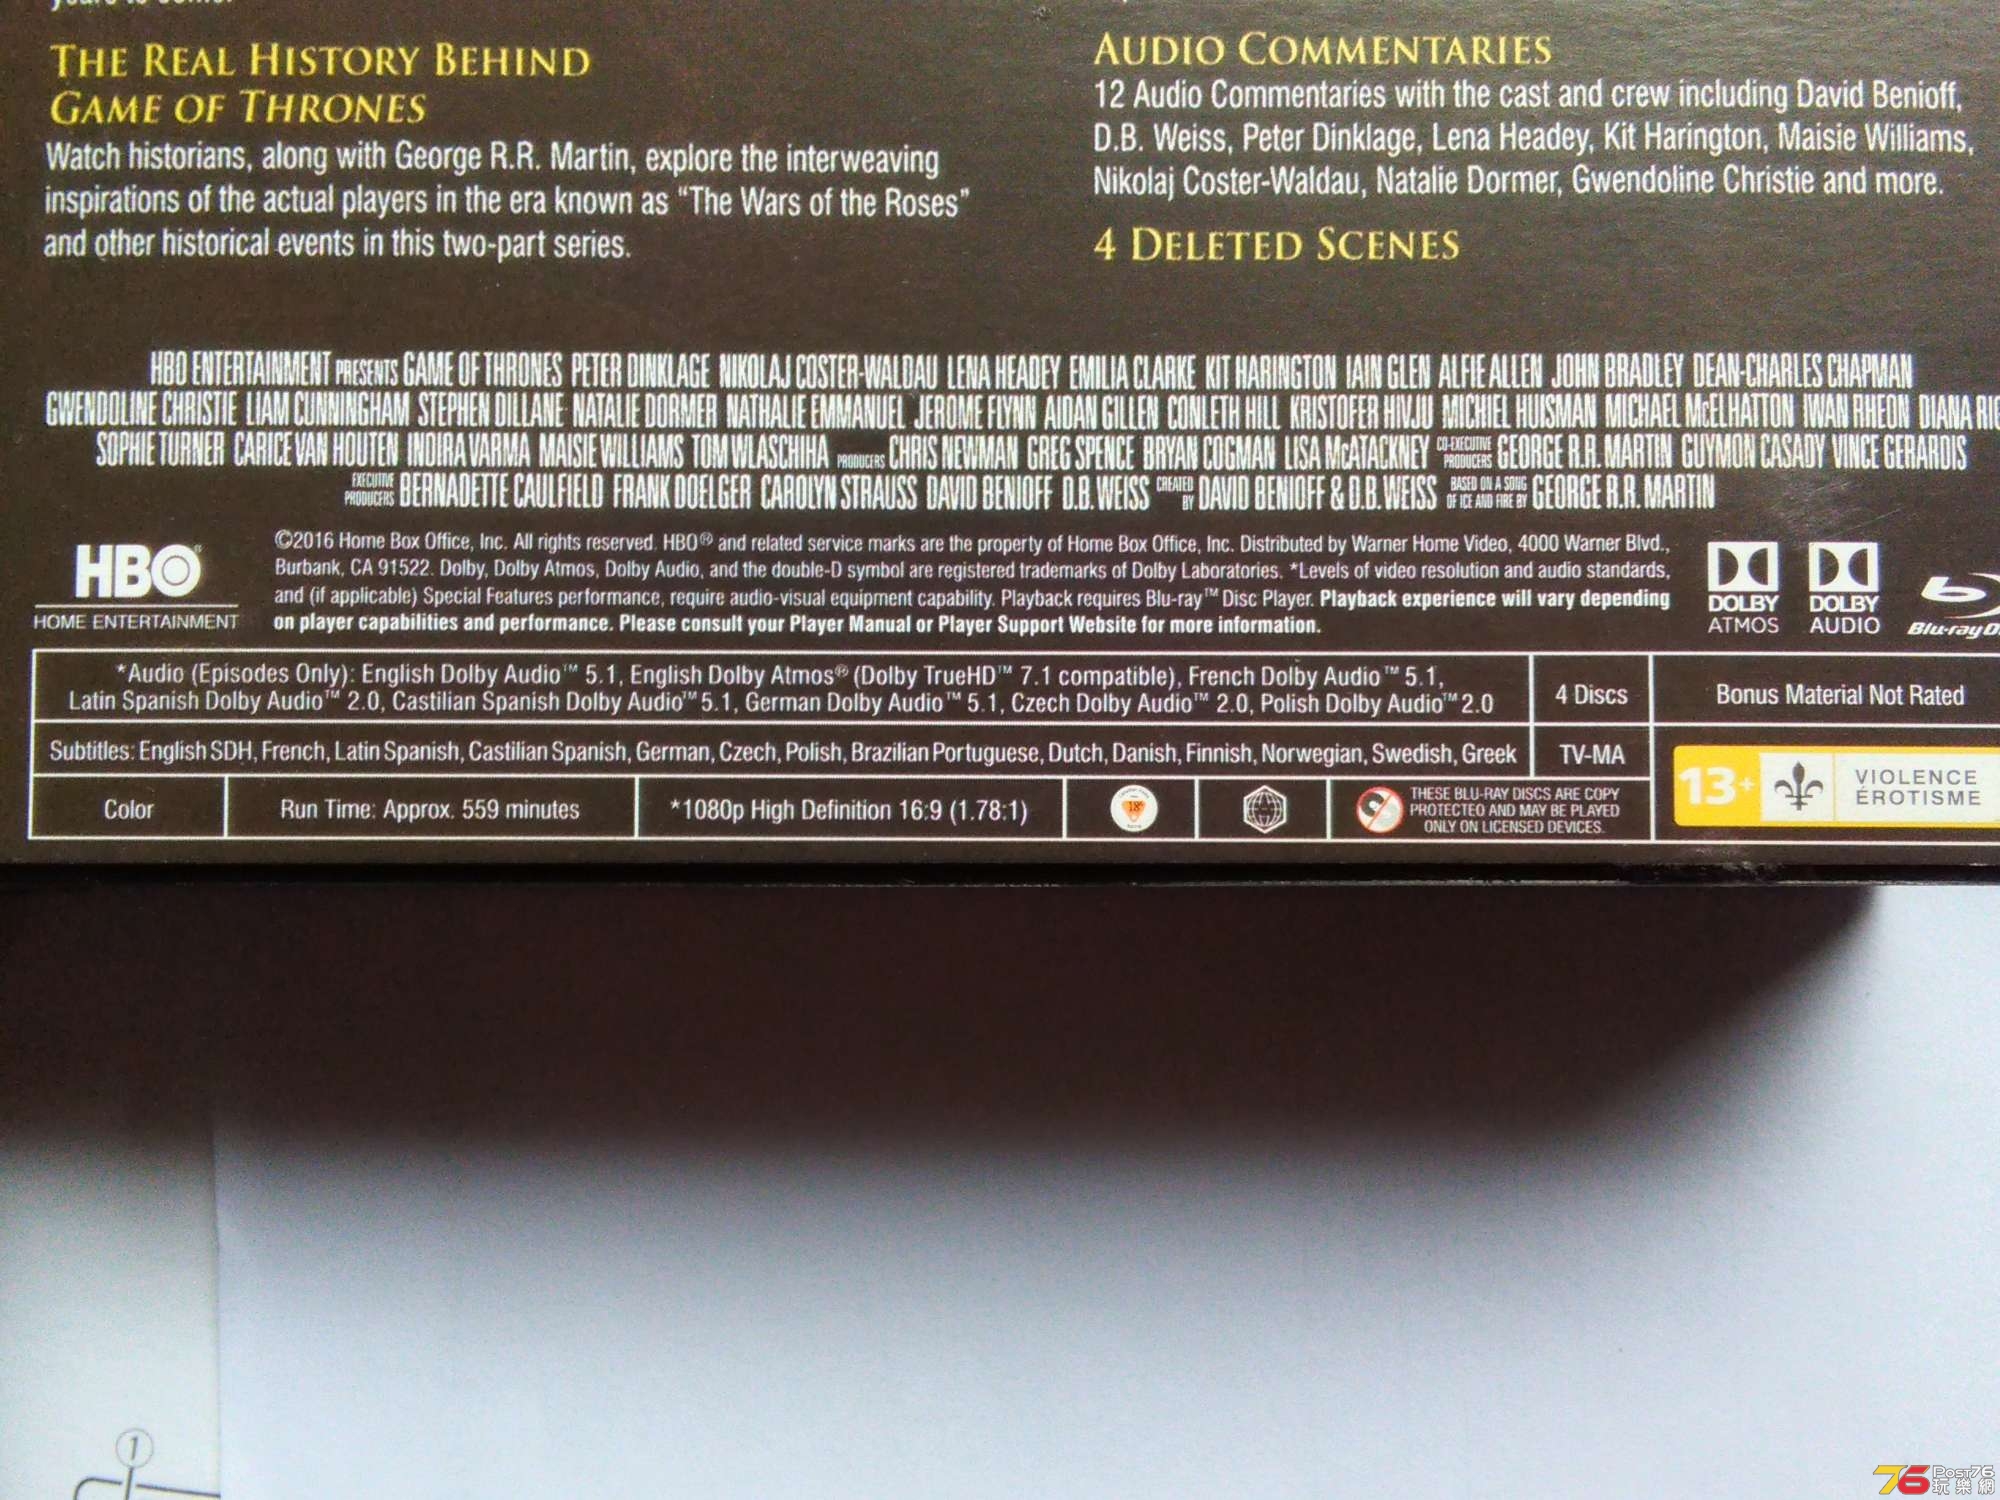 THE REAL HISTORY BEHIND
GAME OF THRONES
Watch historians, along with George R.R. Martin, explore the interweaving
inspirations of the actual players in the era known as "The Wars of the Roses"
and other historical events in this two-part series.
AUDIO COMMENTARIES
12 Audio Commentaries with the cast and crew including David Benioff,
D.B. Weiss, Peter Dinklage, Lena Headey, Kit Harington, Maisie Williams,
Nikolaj Coster-Waldau, Natalie Dormer, Gwendoline Christie and more.
4 DELETED SCENES
HBO ENTERTAINMENT PRESENTS GAME OF THRONES PETER DINKLAGE NIKOLAJ COSTER-WALDAU LENA HEADEY EMILIA CLARKE KIT HARINGTON IAIN GLEN ALFIE ALLEN JOHN BRADLEY DEAN-CHARLES CHAPMAN
GWENDOLINE CHRISTIE LIAM CUNNINGHAM STEPHEN DILLANE NATALIE DORMER NATHALIE EMMANUEL JEROME FLYNN AIDAN GILLEN CONLETH HILL KRISTOFER HIVJU MICHIEL HUISMAN MICHAEL McELHATTON IWAN RHEON DIANA
SOPHIE TURNER CARICE VAN HOUTEN INDIRA VARMA MAISIE WILLIAMS TOM WLASCHIHA PRODUCERS CHRIS NEWMAN GREG SPENCE BRYAN COGMAN LISA McATACKNEY CO-EXECUTIVE PRODUCERS GEORGE R.R. MARTIN GUYMON CASADY VINCE GERARDIS
EXECUTIVE PRODUCERS BERNADETTE CAULFIELD FRANK DOELGER CAROLYN STRAUSS DAVID BENIOFF D.B. WEISS CREATED BY DAVID BENIOFF & D.B. WEISS BASED ON A SONG OF ICE AND FIRE BY GEORGE R.R. MARTIN
HBO
HOME ENTERTAINMENT
©2016 Home Box Office, Inc. All rights reserved. HBO® and related service marks are the property of Home Box Office, Inc. Distributed by Warner Home Video, 4000 Warner Blvd.,
Burbank, CA 91522. Dolby, Dolby Atmos, Dolby Audio, and the double-D symbol are registered trademarks of Dolby Laboratories. *Levels of video resolution and audio standards,
and (if applicable) Special Features performance, require audio-visual equipment capability. Playback requires Blu-ray™ Disc Player. Playback experience will vary depending
on player capabilities and performance. Please consult your Player Manual or Player Support Website for more information.
DOLBY
ATMOS
DOLBY
AUDIO
Blu-ray
*Audio (Episodes Only): English Dolby Audio™ 5.1, English Dolby Atmos® (Dolby TrueHD™ 7.1 compatible), French Dolby Audio™ 5.1,
Latin Spanish Dolby Audio™ 2.0, Castilian Spanish Dolby Audio™ 5.1, German Dolby Audio™ 5.1, Czech Dolby Audio™ 2.0, Polish Dolby Audio™ 2.0
4 Discs
Bonus Material Not Rated
Subtitles: English SDH, French, Latin Spanish, Castilian Spanish, German, Czech, Polish, Brazilian Portuguese, Dutch, Danish, Finnish, Norwegian, Swedish, Greek
TV-MA
Color
Run Time: Approx. 559 minutes
*1080p High Definition 16:9 (1.78:1)
18
THESE BLU-RAY DISCS ARE COPY
PROTECTED AND MAY BE PLAYED
ONLY ON LICENSED DEVICES.
13+
VIOLENCE
ÉROTISME
1
76 Post76
玩樂網